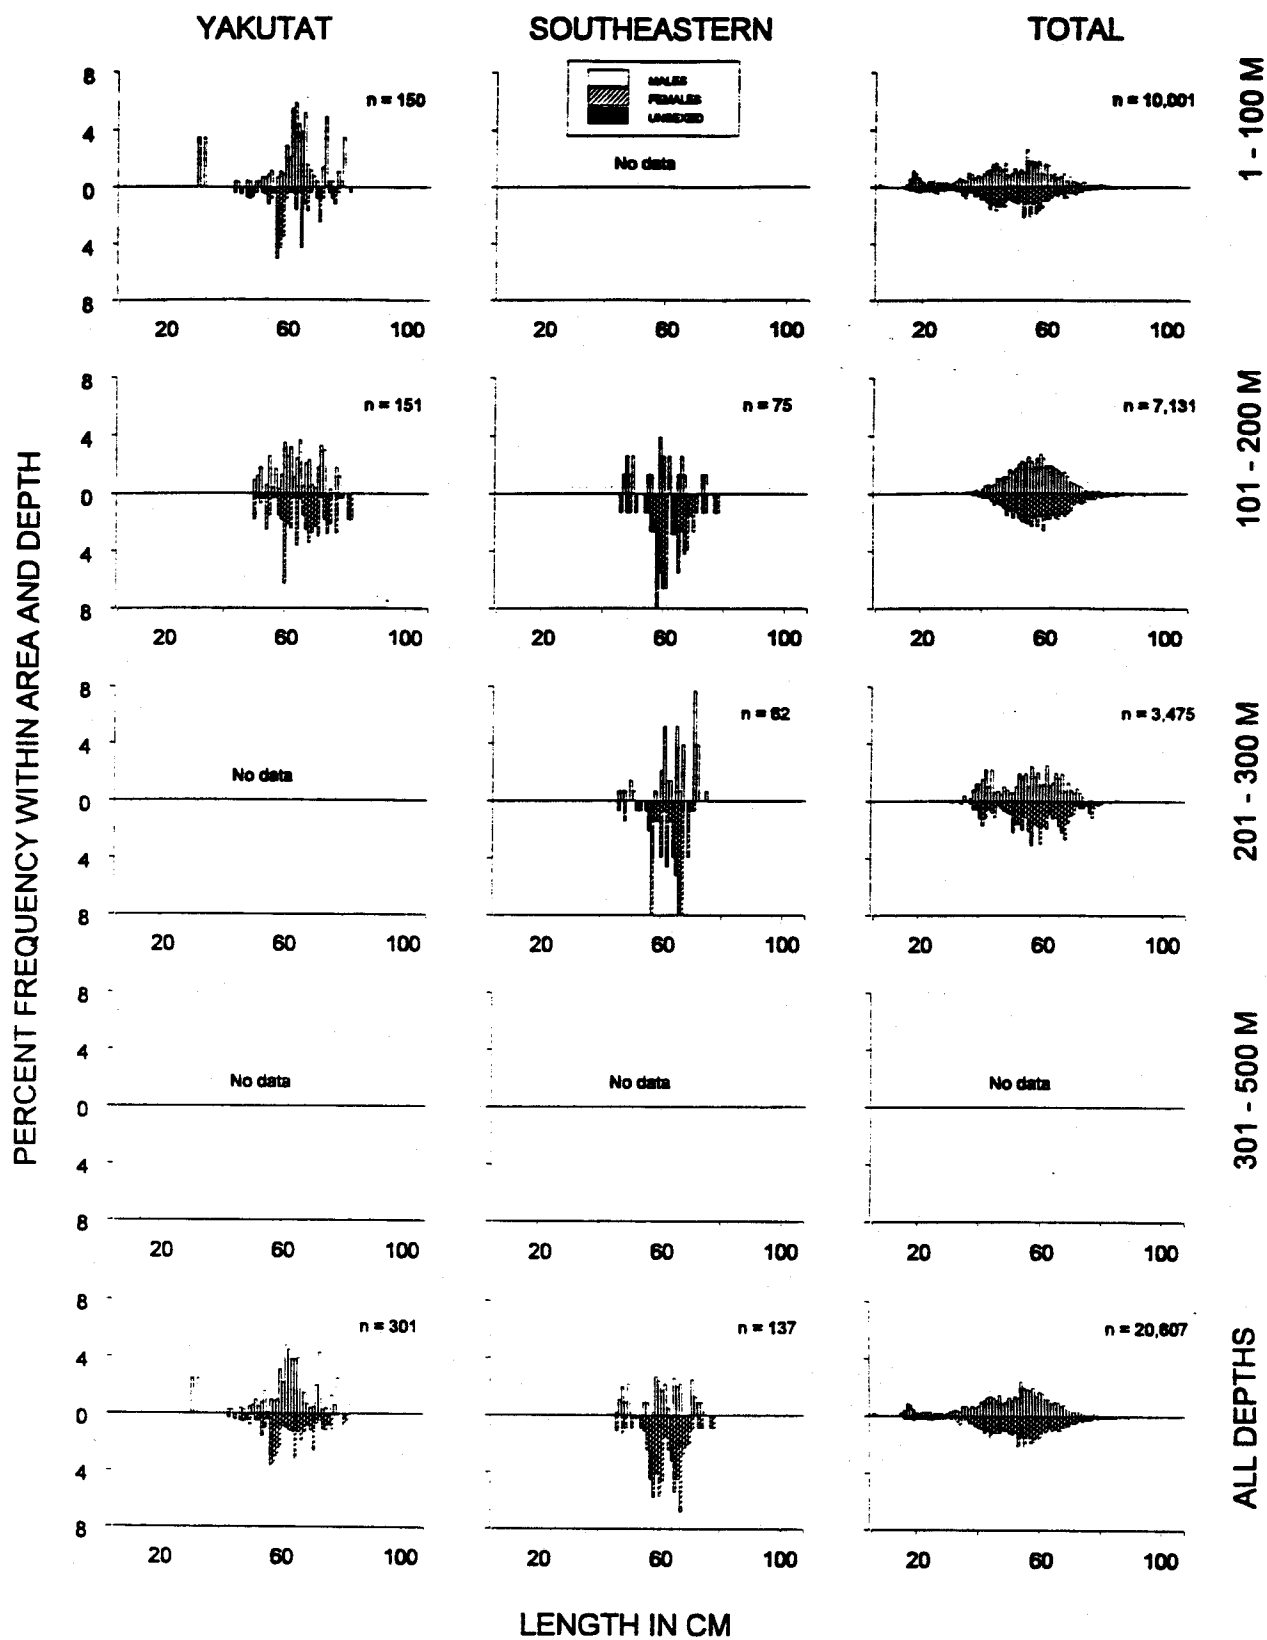 YAKUTAT SOUTHEASTERN TOTAL
MALES
FEMALES
UNSEXED
8 4 0 4 8
n = 150
No data
n = 10,001
1 - 100 M
20 60 100 20 60 100 20 60 100
8 4 0 4 8
n = 151
n = 75
n = 7,131
101 - 200 M
20 60 100 20 60 100 20 60 100
8 4 0 4 8
No data
n = 62
n = 3,475
201 - 300 M
20 60 100 20 60 100 20 60 100
8 4 0 4 8
No data
No data
No data
301 - 500 M
20 60 100 20 60 100 20 60 100
8 4 0 4 8
n = 301
n = 137
n = 20,607
ALL DEPTHS
20 60 100 20 60 100 20 60 100
PERCENT FREQUENCY WITHIN AREA AND DEPTH
LENGTH IN CM